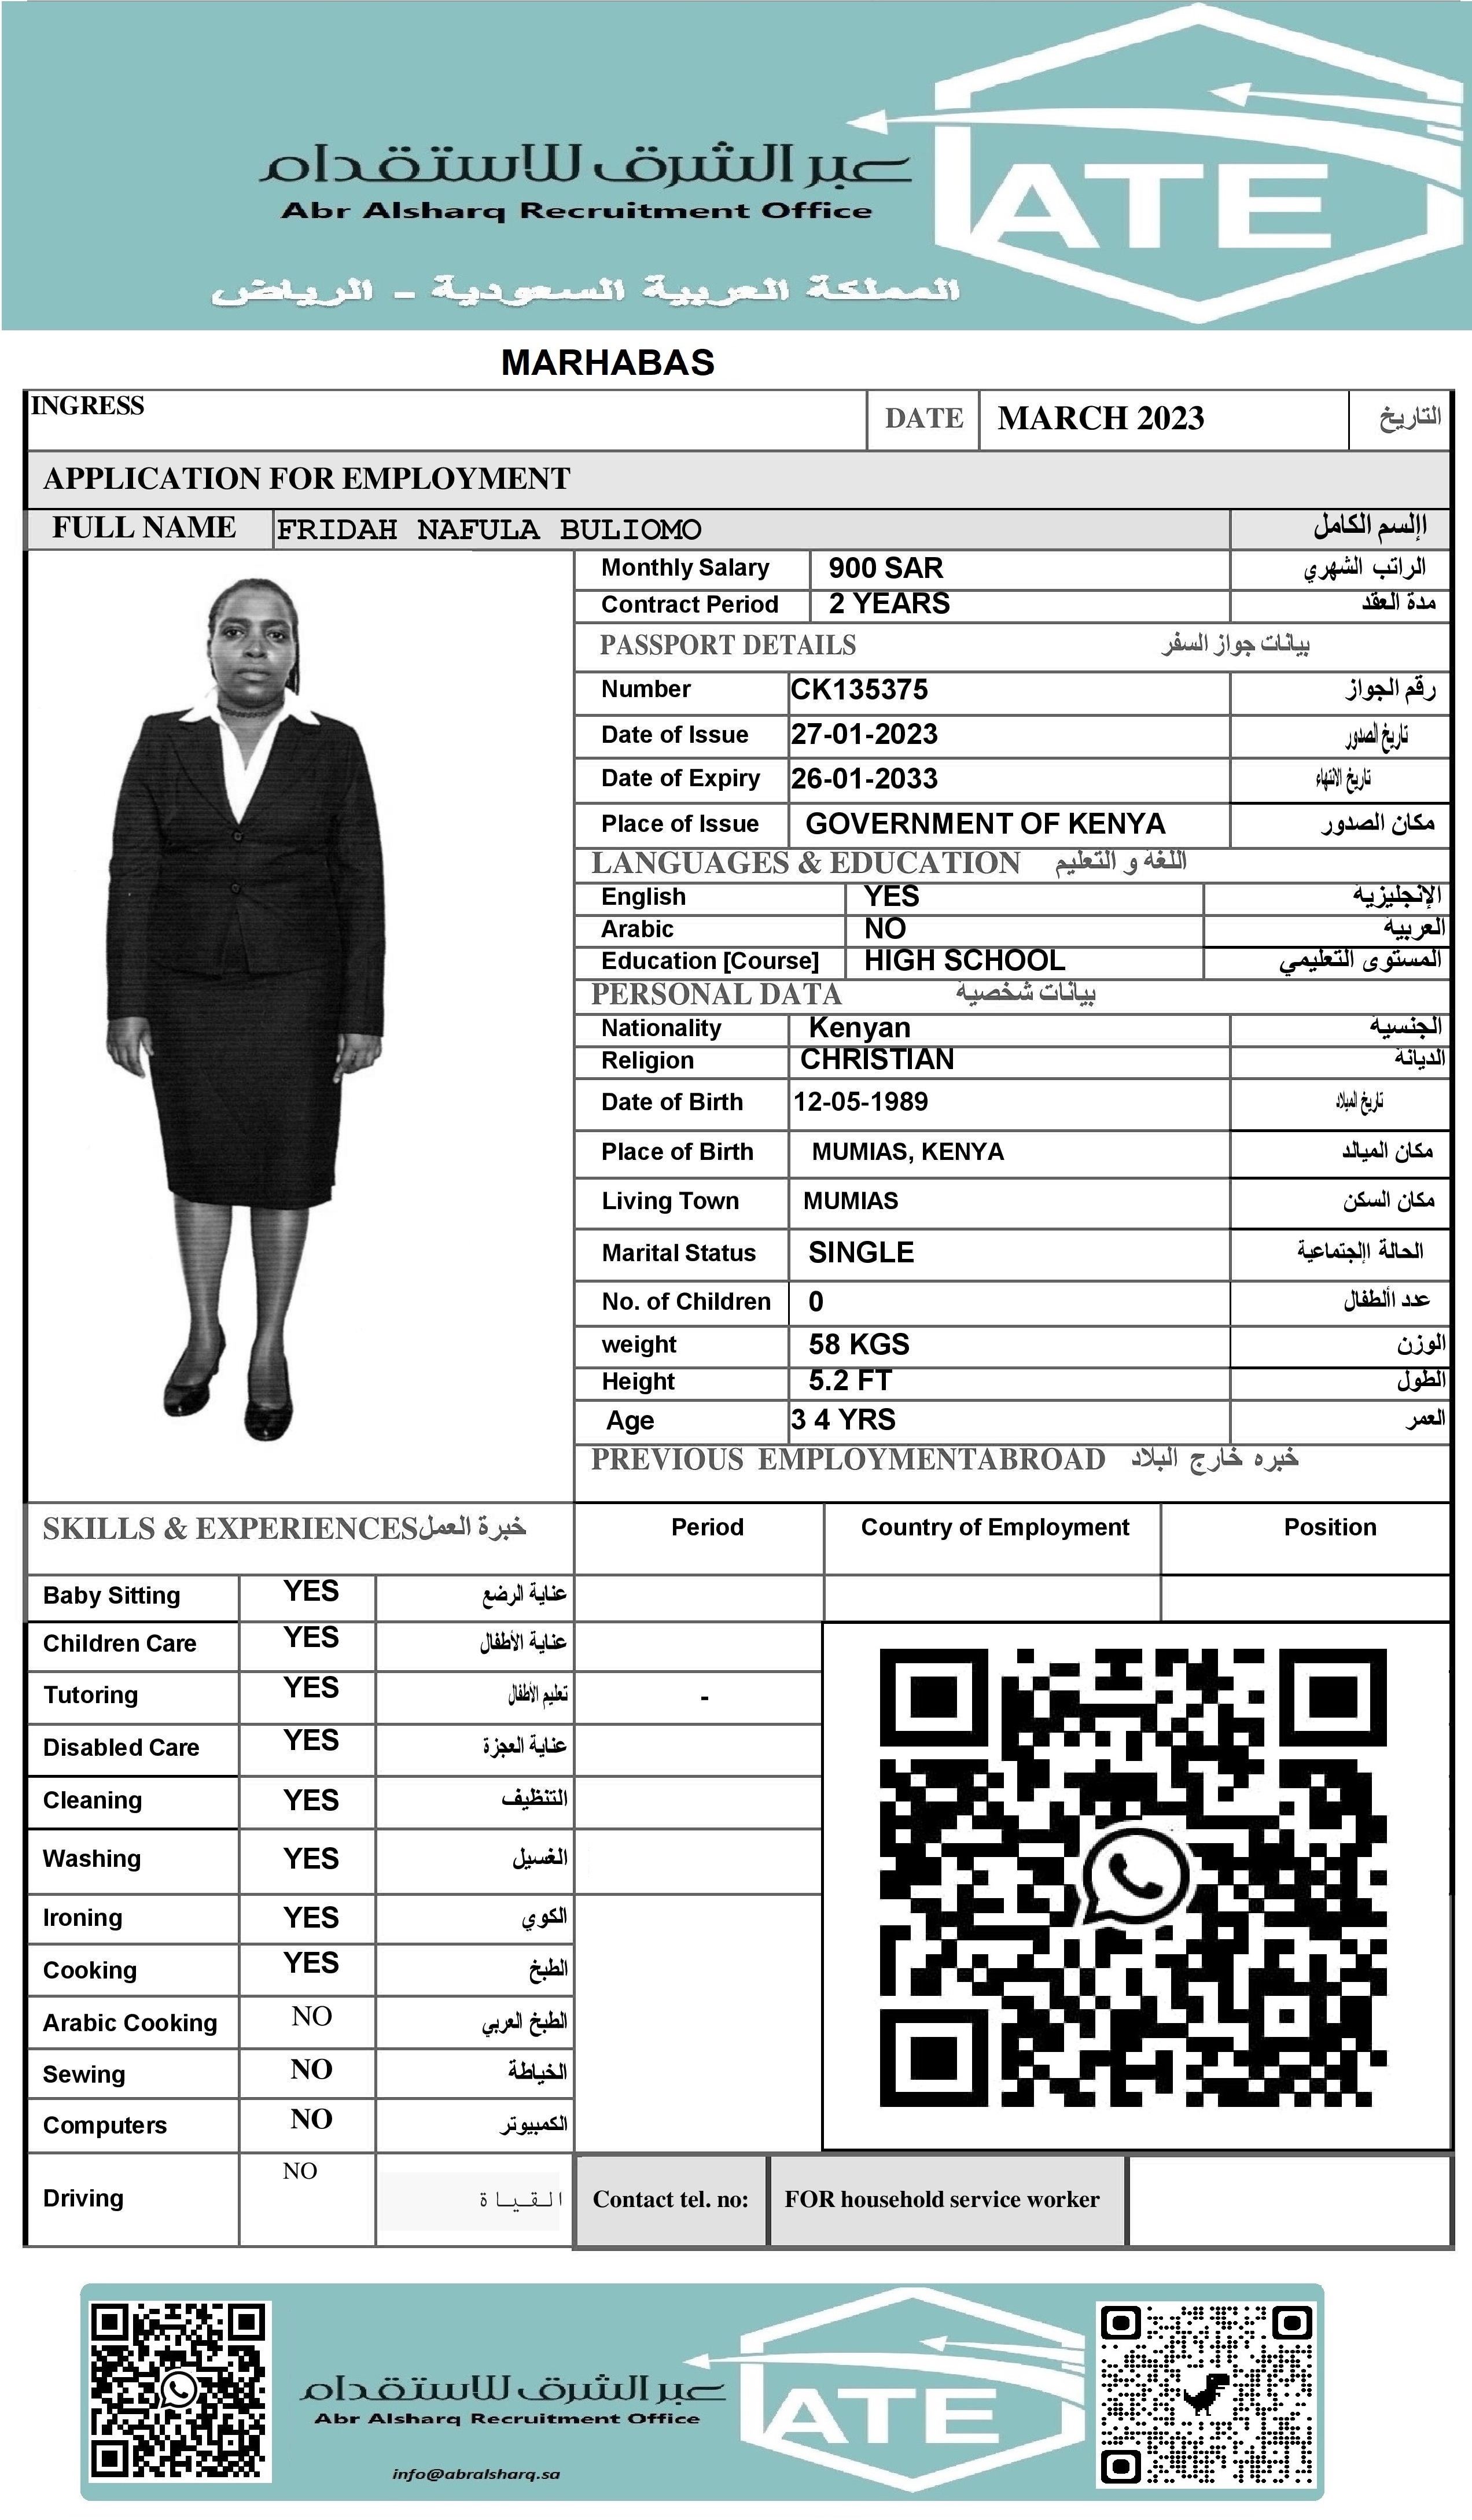 عبر الشرق للاستقدام
Abr Alsharq Recruitment Office
المملكة العربية السعودية - الرياض
ATE
MARHABAS
INGRESS DATE MARCH 2023 التاريخ
APPLICATION FOR EMPLOYMENT
FULL NAME FRIDAH NAFULA BULIOMO اإلسم الكامل
Monthly Salary 900 SAR الراتب الشهري
Contract Period 2 YEARS مدة العقد
PASSPORT DETAILS بيانات جواز السفر
Number CK135375 رقم الجواز
Date of Issue 27-01-2023 تاريخ الصدور
Date of Expiry 26-01-2033 تاريخ الانتهاء
Place of Issue GOVERNMENT OF KENYA مكان الصدور
LANGUAGES & EDUCATION اللغة و التعليم
English YES الإنجليزية
Arabic NO العربية
Education [Course] HIGH SCHOOL المستوى التعليمي
PERSONAL DATA بيانات شخصية
Nationality Kenyan الجنسية
Religion CHRISTIAN الديانة
Date of Birth 12-05-1989 تاريخ الميلاد
Place of Birth MUMIAS, KENYA مكان الميالد
Living Town MUMIAS مكان السكن
Marital Status SINGLE الحالة اإلجتماعية
No. of Children 0 عدد األطفال
weight 58 KGS الوزن
Height 5.2 FT الطول
Age 3 4 YRS العمر
PREVIOUS EMPLOYMENTABROAD خبره خارج البلاد
SKILLS & EXPERIENCES خبرة العمل Period Country of Employment Position
Baby Sitting YES عناية الرضع
Children Care YES عناية الأطفال
Tutoring YES تعليم الأطفال -
Disabled Care YES عناية العجزة
Cleaning YES التنظيف
Washing YES الغسيل
Ironing YES الكوي
Cooking YES الطبخ
Arabic Cooking NO الطبخ العربي
Sewing NO الخياطة
Computers NO الكمبيوتر
Driving NO القياة Contact tel. no: FOR household service worker
عبر الشرق للاستقدام
Abr Alsharq Recruitment Office
ATE
info@abralsharq.sa